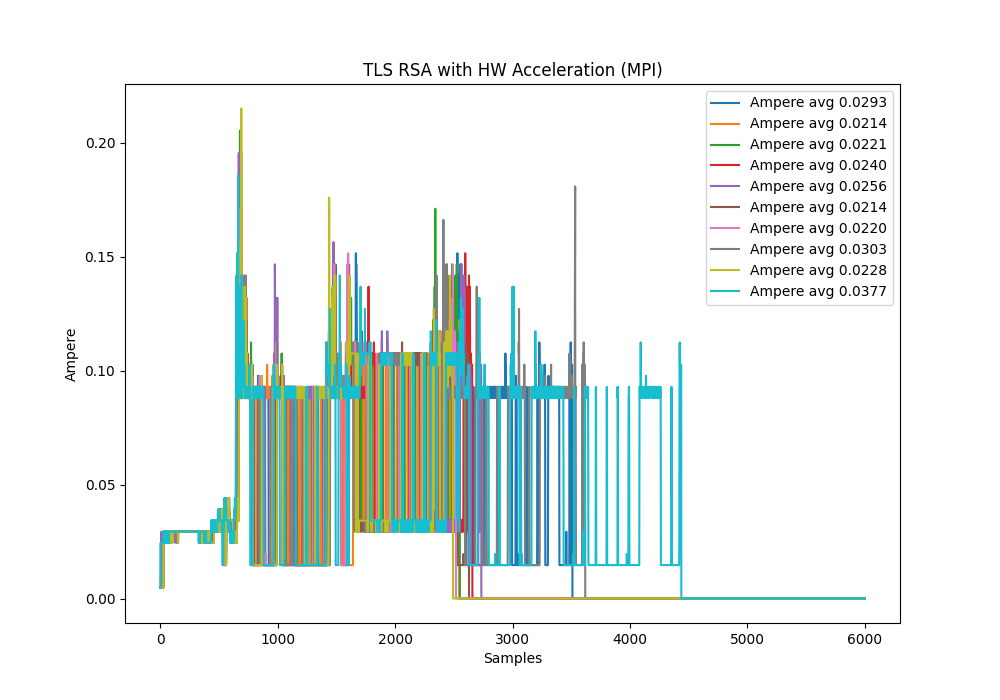 TLS RSA with HW Acceleration (MPI)
Ampere avg 0.0293
Ampere avg 0.0214
Ampere avg 0.0221
Ampere avg 0.0240
Ampere avg 0.0256
Ampere avg 0.0214
Ampere avg 0.0220
Ampere avg 0.0303
Ampere avg 0.0228
Ampere avg 0.0377
Ampere
0.20
0.15
0.10
0.05
0.00
0 1000 2000 3000 4000 5000 6000
Samples